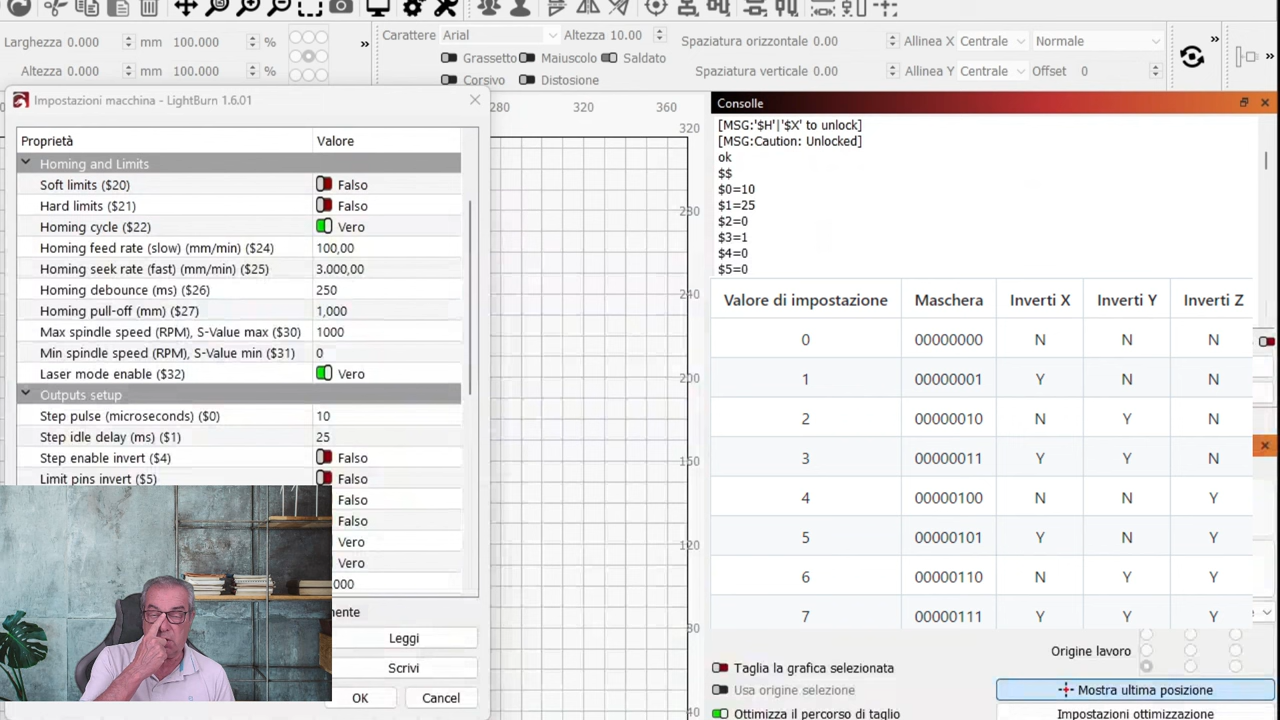 Larghezza 0.000 mm 100.000 %
Altezza 0.000 mm 100.000 %
»
Carattere Arial Altezza 10.00
Grassetto Maiuscolo Saldato
Corsivo Distosione
Spaziatura orizzontale 0.00 Allinea X Centrale Normale
Spaziatura verticale 0.00 Allinea Y Centrale Offset 0
» »
Impostazioni macchina - LightBurn 1.6.01
Proprietà Valore
Homing and Limits
Soft limits ($20) Falso
Hard limits ($21) Falso
Homing cycle ($22) Vero
Homing feed rate (slow) (mm/min) ($24) 100,00
Homing seek rate (fast) (mm/min) ($25) 3.000,00
Homing debounce (ms) ($26) 250
Homing pull-off (mm) ($27) 1,000
Max spindle speed (RPM), S-Value max ($30) 1000
Min spindle speed (RPM), S-Value min ($31) 0
Laser mode enable ($32) Vero
Outputs setup
Step pulse (microseconds) ($0) 10
Step idle delay (ms) ($1) 25
Step enable invert ($4) Falso
Limit pins invert ($5) Falso
Falso
Falso
Vero
Vero
000
mente
Leggi
Scrivi
OK Cancel
280 320 360
320
280
240
200
150
120
80
40
Consolle
[MSG:'$H'|'$X' to unlock]
[MSG:Caution: Unlocked]
ok
$$
$0=10
$1=25
$2=0
$3=1
$4=0
$5=0
Valore di impostazione Maschera Inverti X Inverti Y Inverti Z
0 00000000 N N N
1 00000001 Y N N
2 00000010 N Y N
3 00000011 Y Y N
4 00000100 N N Y
5 00000101 Y N Y
6 00000110 N Y Y
7 00000111 Y Y Y
Origine lavoro
Taglia la grafica selezionata
Usa origine selezione
Mostra ultima posizione
Ottimizza il percorso di taglio
Impostazioni ottimizzazione